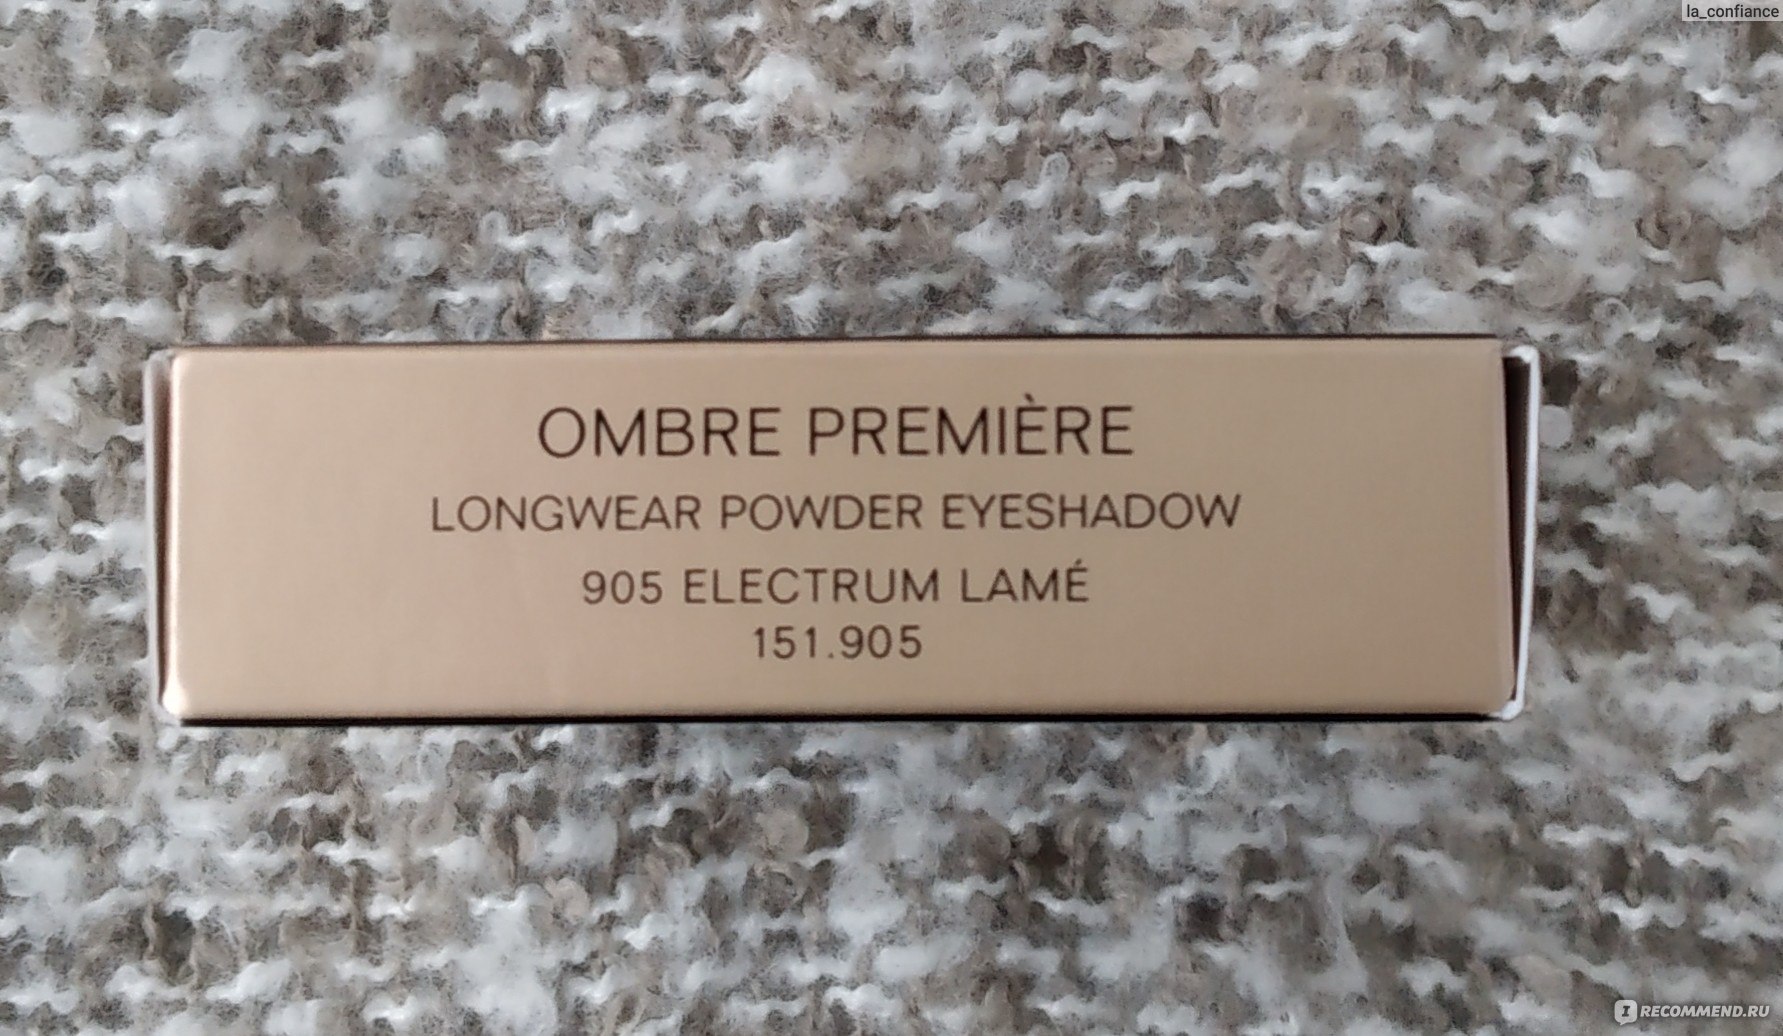 la_confiance
OMBRE PREMIÈRE
LONGWEAR POWDER EYESHADOW
905 ELECTRUM LAMÉ
151.905
RECOMMEND.RU